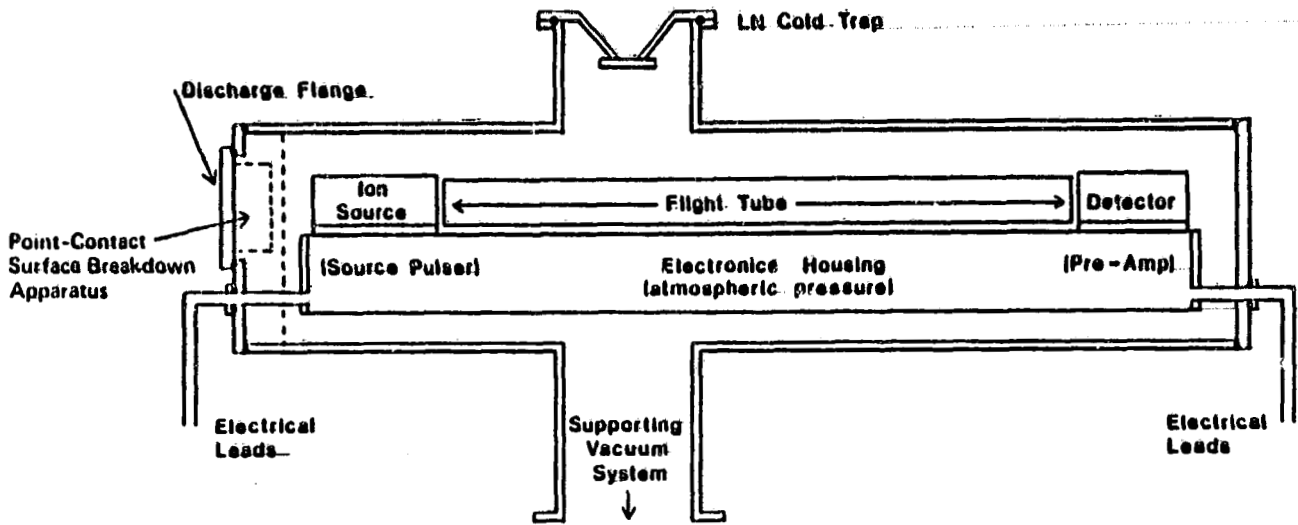 LN Cold Trap
Discharge Flange
Ion
Source
Flight Tube
Detector
Point-Contact
Surface Breakdown
Apparatus
(Source Pulser)
Electronics Housing
(atmospheric pressure)
(Pre-Amp)
Electrical
Leads
Supporting
Vacuum
System
Electrical
Leads